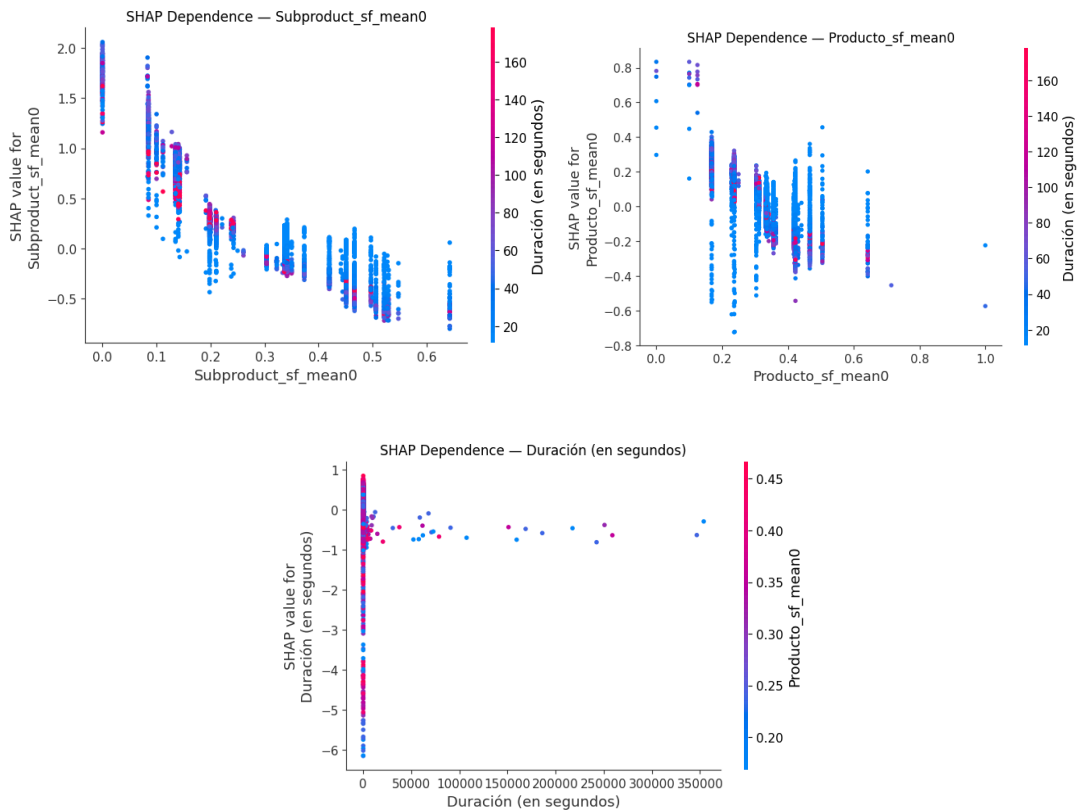 SHAP Dependence — Subproduct_sf_mean0
2.0
1.5
1.0
0.5
0.0
−0.5
SHAP value for
Subproduct_sf_mean0
0.0 0.1 0.2 0.3 0.4 0.5 0.6
Subproduct_sf_mean0
160
140
120
100
80
60
40
20
Duración (en segundos)
SHAP Dependence — Producto_sf_mean0
0.8
0.6
0.4
0.2
0.0
−0.2
−0.4
−0.6
−0.8
SHAP value for
Producto_sf_mean0
0.0 0.2 0.4 0.6 0.8 1.0
Producto_sf_mean0
160
140
120
100
80
60
40
20
Duración (en segundos)
SHAP Dependence — Duración (en segundos)
1
0
−1
−2
−3
−4
−5
−6
SHAP value for
Duración (en segundos)
0 50000 100000 150000 200000 250000 300000 350000
Duración (en segundos)
0.45
0.40
0.35
0.30
0.25
0.20
Producto_sf_mean0